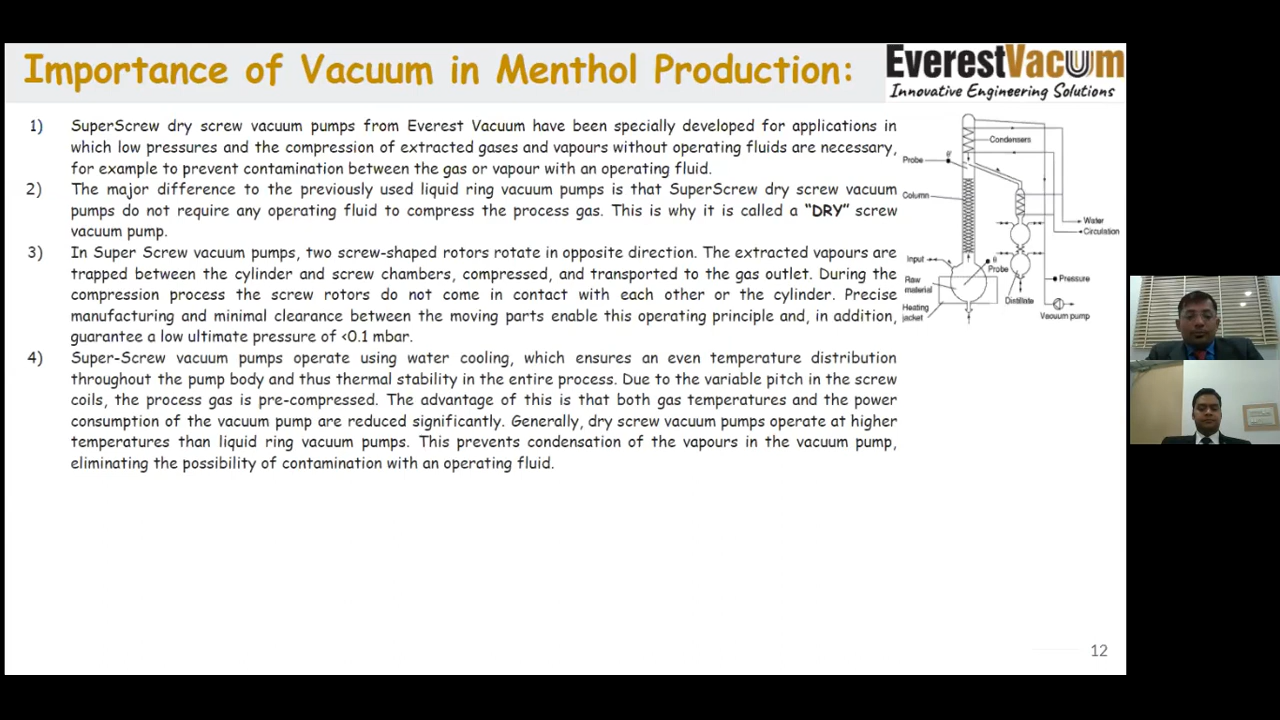 Importance of Vacuum in Menthol Production:
EverestVacuum
Innovative Engineering Solutions
1) SuperScrew dry screw vacuum pumps from Everest Vacuum have been specially developed for applications in
which low pressures and the compression of extracted gases and vapours without operating fluids are necessary,
for example to prevent contamination between the gas or vapour with an operating fluid.
2) The major difference to the previously used liquid ring vacuum pumps is that SuperScrew dry screw vacuum
pumps do not require any operating fluid to compress the process gas. This is why it is called a “DRY” screw
vacuum pump.
3) In Super Screw vacuum pumps, two screw-shaped rotors rotate in opposite direction. The extracted vapours are
trapped between the cylinder and screw chambers, compressed, and transported to the gas outlet. During the
compression process the screw rotors do not come in contact with each other or the cylinder. Precise
manufacturing and minimal clearance between the moving parts enable this operating principle and, in addition,
guarantee a low ultimate pressure of <0.1 mbar.
4) Super-Screw vacuum pumps operate using water cooling, which ensures an even temperature distribution
throughout the pump body and thus thermal stability in the entire process. Due to the variable pitch in the screw
coils, the process gas is pre-compressed. The advantage of this is that both gas temperatures and the power
consumption of the vacuum pump are reduced significantly. Generally, dry screw vacuum pumps operate at higher
temperatures than liquid ring vacuum pumps. This prevents condensation of the vapours in the vacuum pump,
eliminating the possibility of contamination with an operating fluid.
Condensers
Probe
θ'
Column
Water
Circulation
Input
θ
Probe
Raw
material
Pressure
Distillate
Heating
jacket
Vacuum pump
12